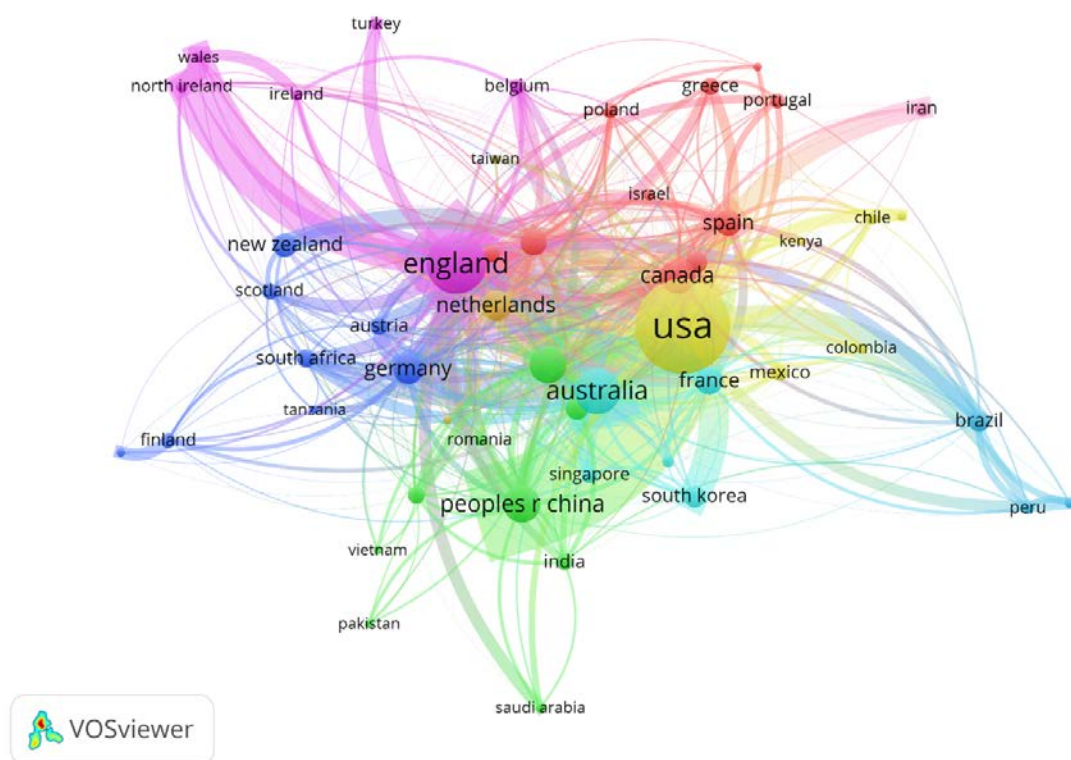 turkey
wales
north ireland
ireland
belgium
poland
greece
portugal
iran
taiwan
israel
spain
chile
kenya
new zealand
england
canada
scotland
netherlands
usa
austria
colombia
south africa
germany
australia
france
mexico
tanzania
brazil
finland
romania
singapore
south korea
peoples r china
peru
vietnam
india
pakistan
saudi arabia
VOSviewer